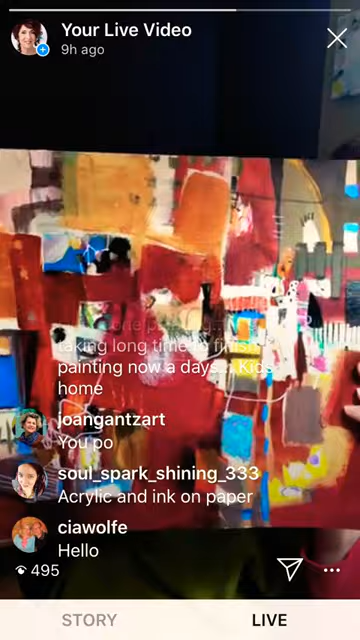 Your Live Video
9h ago
one
taking long time to finish
painting now a days... Kids
home
joangantzart
You po
soul_spark_shining_333
Acrylic and ink on paper
ciawolfe
Hello
495
STORY
LIVE